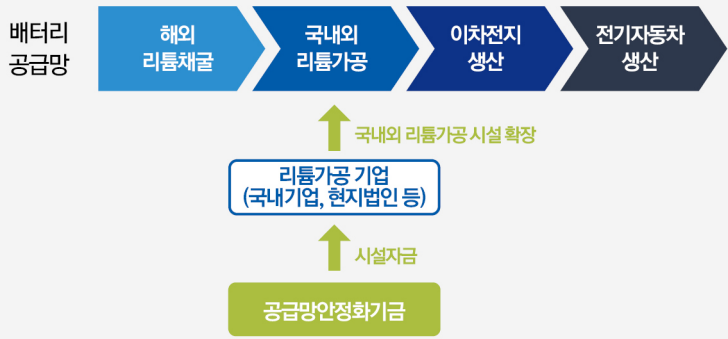 배터리
공급망
해외
리튬채굴
국내외
리튬가공
이차전지
생산
전기자동차
생산
국내외 리튬가공 시설 확장
리튬가공 기업
(국내기업, 현지법인 등)
시설자금
공급망안정화기금